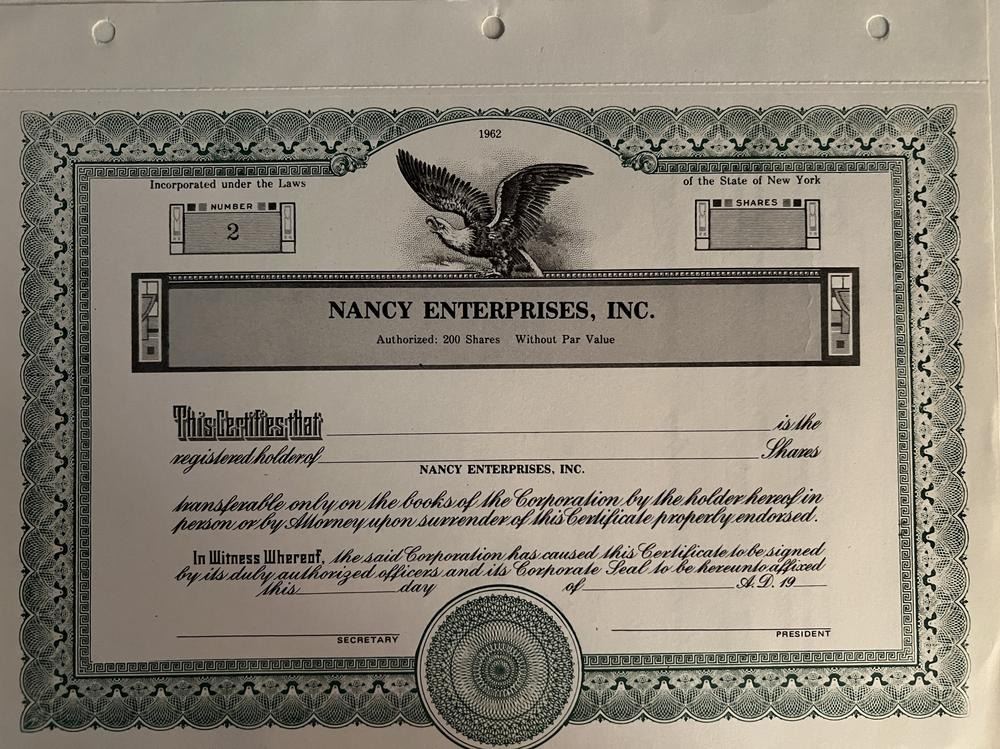 1962
Incorporated under the Laws
of the State of New York
NUMBER
2
SHARES
NANCY ENTERPRISES, INC.
Authorized: 200 Shares Without Par Value
This Certifies that is the
registered holder of Shares
NANCY ENTERPRISES, INC.
transferable only on the books of the Corporation by the holder hereof in
person or by Attorney upon surrender of this Certificate properly endorsed.
In Witness Whereof, the said Corporation has caused this Certificate to be signed
by its duly authorized officers and its Corporate Seal to be hereunto affixed
this day of A.D. 19
SECRETARY
PRESIDENT